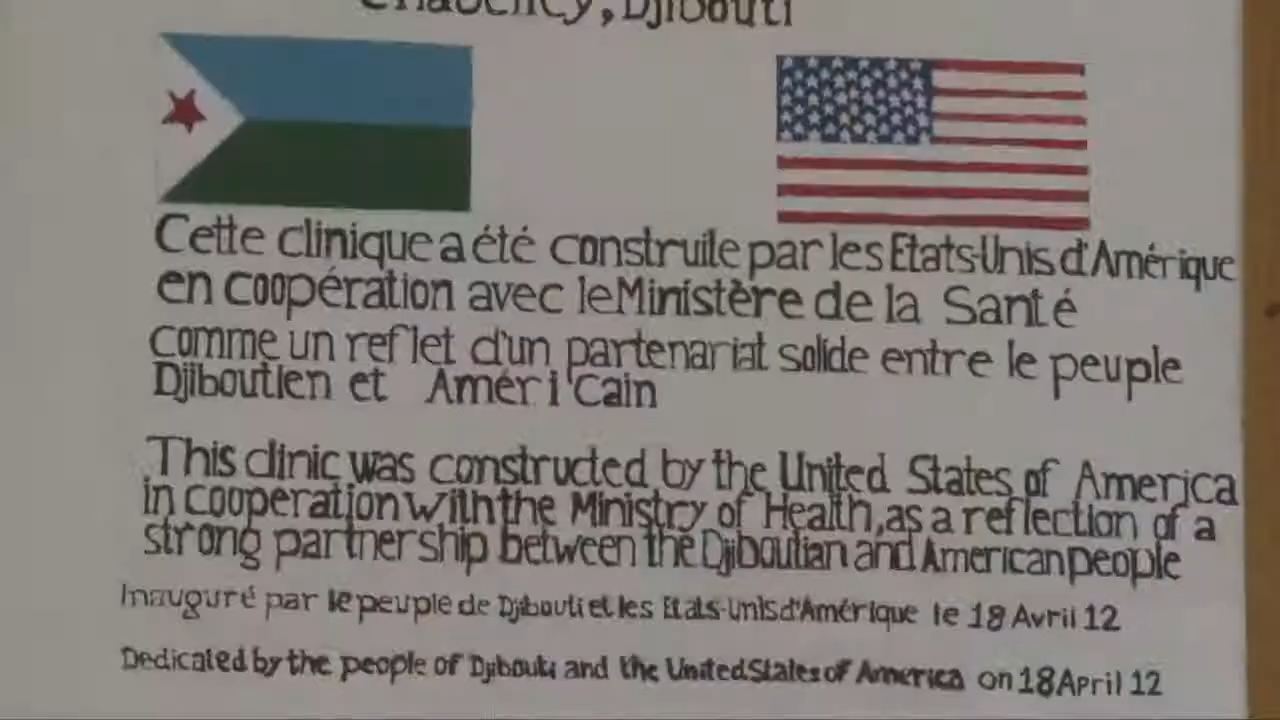 Chabelley, Djibouti
Cette clinique a été construite par les Etats-Unis d'Amérique
en coopération avec le Ministère de la Santé
comme un reflet d'un partenariat solide entre le peuple
Djiboutien et Américain
This clinic was constructed by the United States of America
in cooperation with the Ministry of Health, as a reflection of a
strong partnership between the Djiboutian and American people
Inauguré par le peuple de Djibouti et les Etats-Unis d'Amérique le 18 Avril 12
Dedicated by the people of Djibouti and the United States of America on 18 April 12